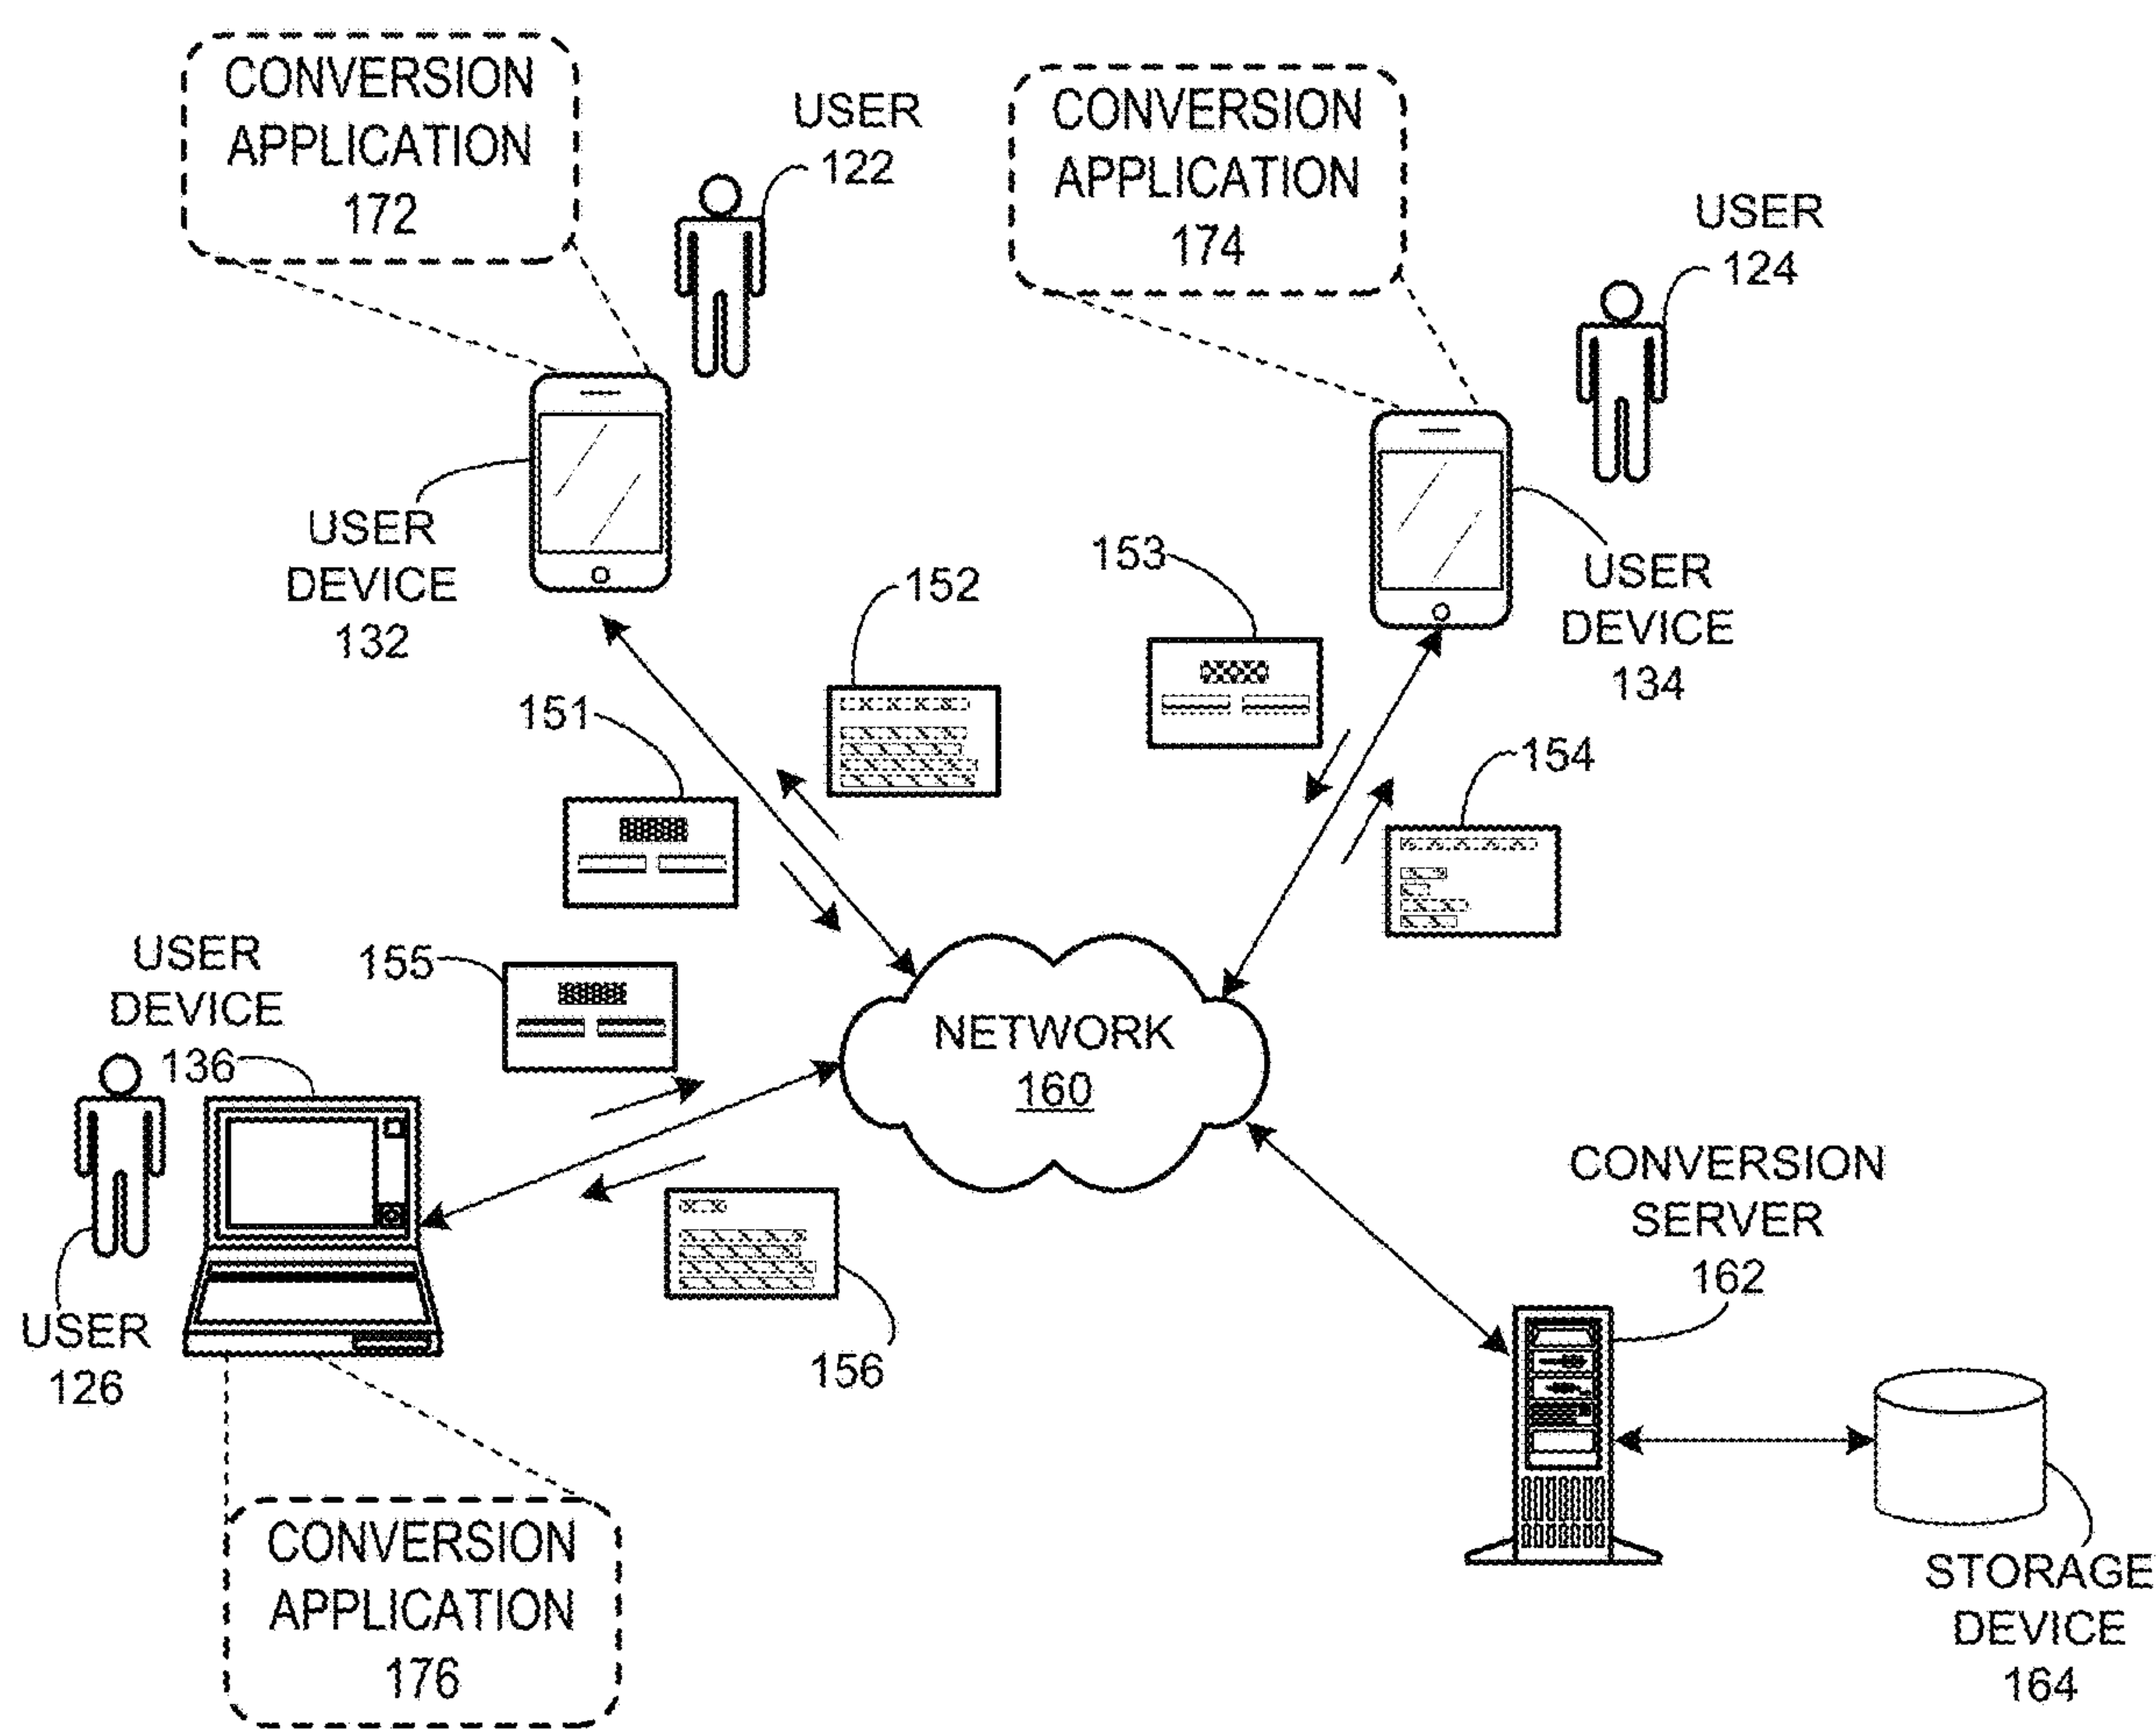 CONVERSION
APPLICATION
172
USER
122
CONVERSION
APPLICATION
174
USER
124
USER
DEVICE
132
152
153
USER
DEVICE
134
151
154
USER
DEVICE
136
155
NETWORK
160
USER
126
156
CONVERSION
SERVER
162
CONVERSION
APPLICATION
176
STORAGE
DEVICE
164